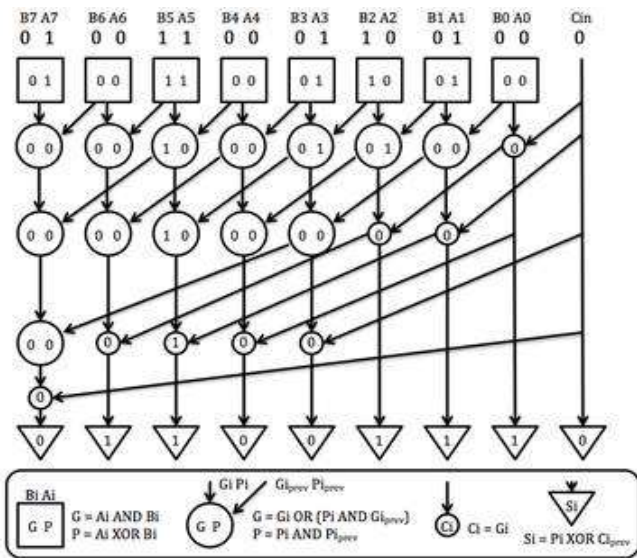 B7 A7 B6 A6 B5 A5 B4 A4 B3 A3 B2 A2 B1 A1 B0 A0 Cin
0 1 0 0 1 1 0 0 0 1 1 0 0 1 0 0 0
0 1 0 0 1 1 0 0 0 1 1 0 0 1 0 0
0 0 0 0 1 0 0 0 0 1 0 1 0 0 0
0 0 0 0 1 0 0 0 0 0 0 0
0 0 0 1 0 0
0
0 1 1 0 0 1 1 1 0
Bi Ai
G P
G = Ai AND Bi
P = Ai XOR Bi
Gi Pi
Giprev Piprev
G P
G = Gi OR (Pi AND Giprev)
P = Pi AND Piprev
Ci
Ci = Gi
Si
Si = Pi XOR Ciprev